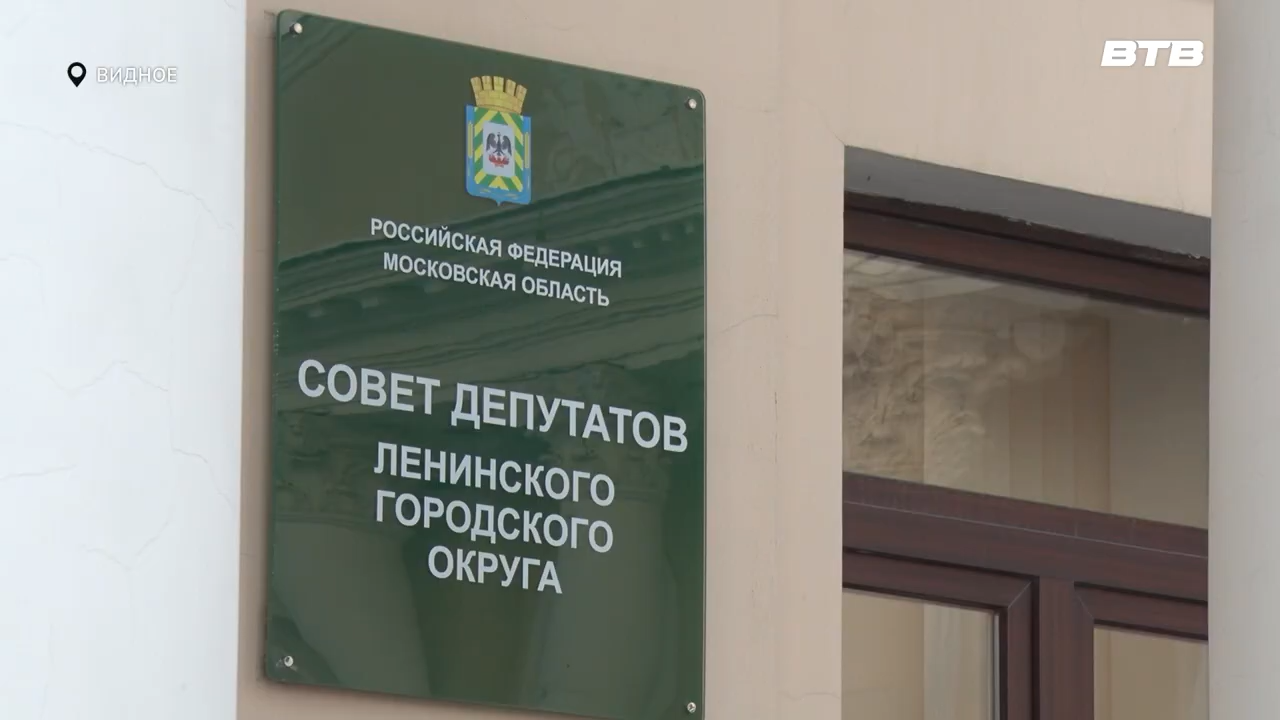 ВИДНОЕ
ВТВ
РОССИЙСКАЯ ФЕДЕРАЦИЯ
МОСКОВСКАЯ ОБЛАСТЬ
СОВЕТ ДЕПУТАТОВ
ЛЕНИНСКОГО
ГОРОДСКОГО
ОКРУГА